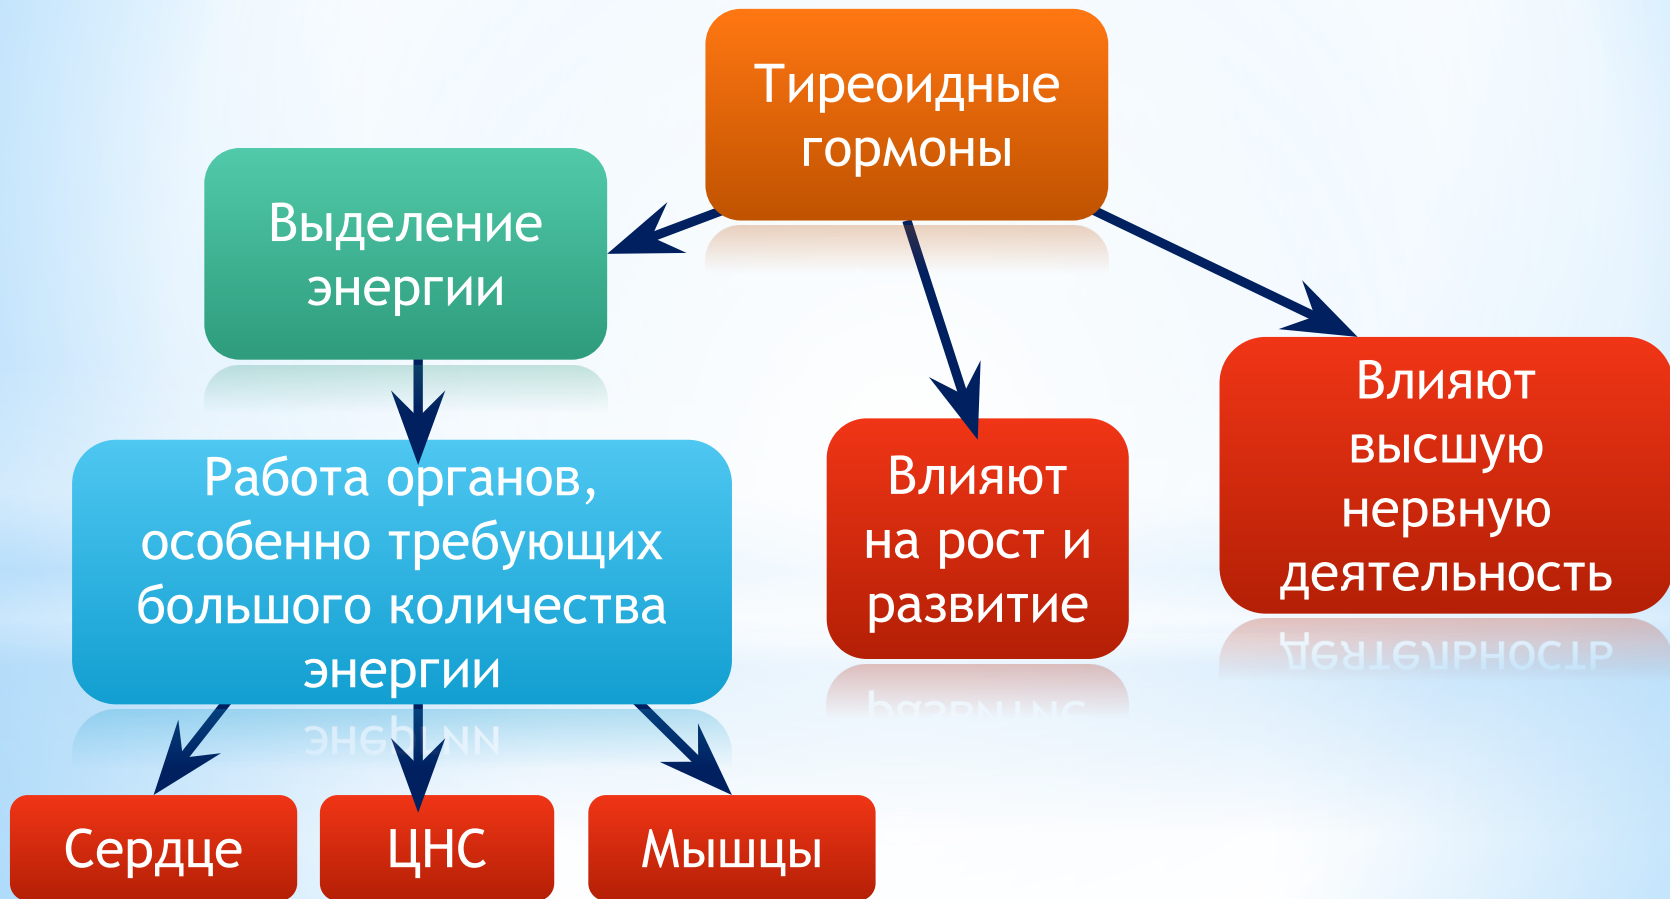 Тиреоидные
гормоны
Выделение
энергии
Работа органов,
особенно требующих
большого количества
энергии
Влияют
на рост и
развитие
Влияют
высшую
нервную
деятельность
Сердце
ЦНС
Мышцы